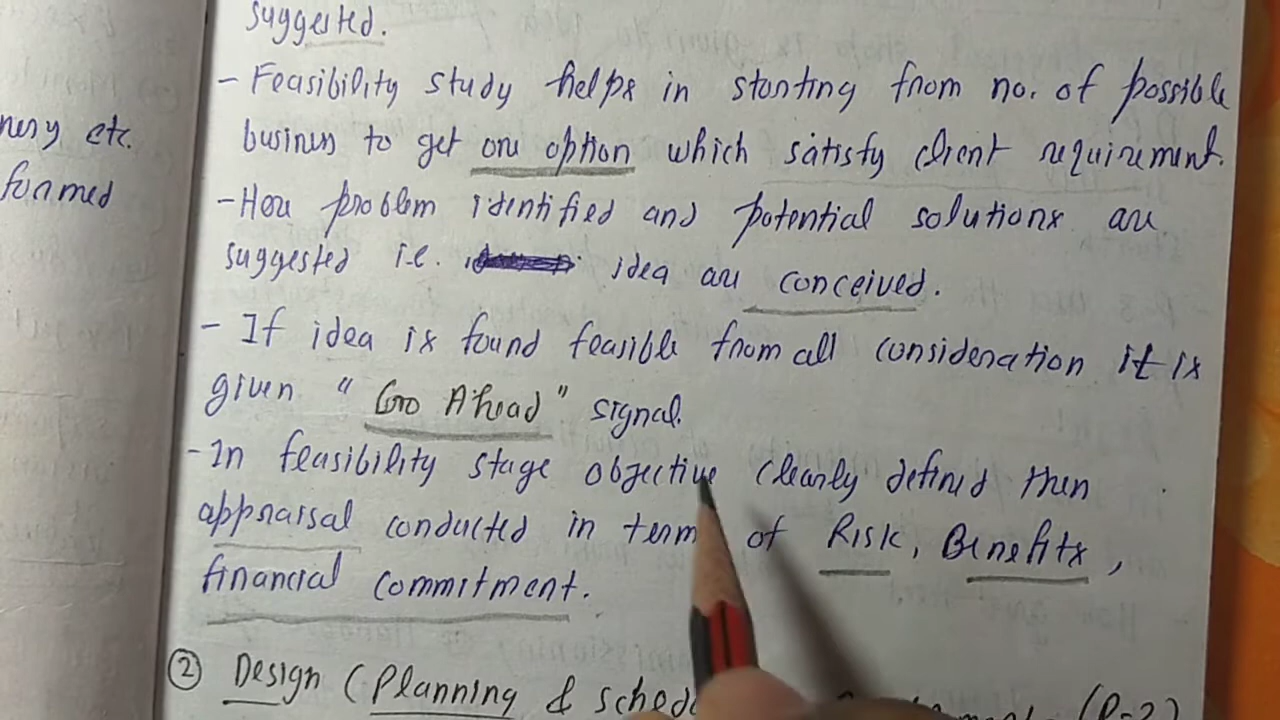 suggested.
- Feasibility study helps in starting from no. of possible
nery etc.
business to get one option which satisfy client requirement.
formed
- Here problem identified and potential solutions are
suggested i.e. idea are conceived.
- If idea is found feasible from all consideration it is
given " Goo Ahead " signal.
- In feasibility stage objective clearly defined then
appraisal conducted in term of Risk, Benefits,
financial commitment.
② Design (Planning & sched